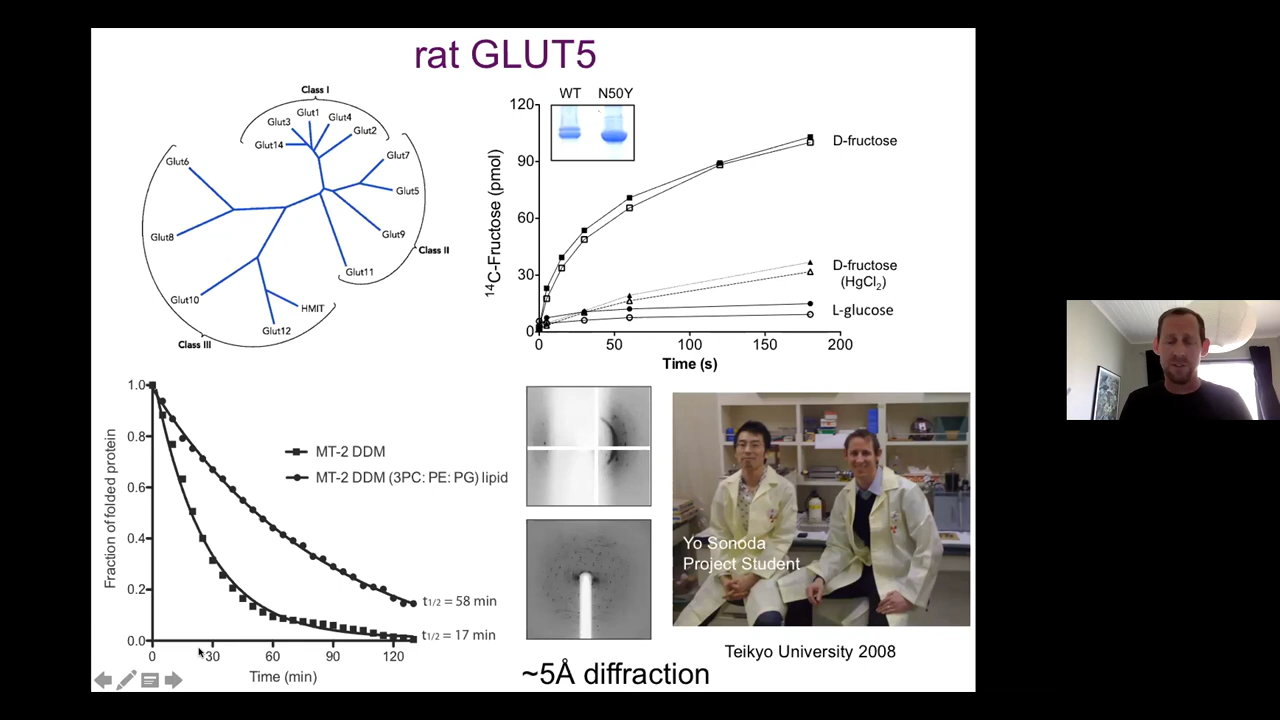 rat GLUT5
Class I
Glut1
Glut3
Glut4
Glut2
Glut14
Glut7
Glut6
Glut5
Glut9
Glut8
Class II
Glut11
Glut10
HMIT
Glut12
Class III
WT N50Y
120
90
60
30
0
14C-Fructose (pmol)
D-fructose
D-fructose
(HgCl2)
L-glucose
0 50 100 150 200
Time (s)
1.0
0.8
0.6
0.4
0.2
0.0
Fraction of folded protein
MT-2 DDM
MT-2 DDM (3PC: PE: PG) lipid
t1/2 = 58 min
t1/2 = 17 min
0 30 60 90 120
Time (min)
~5Å diffraction
Yo Sonoda
Project Student
Teikyo University 2008